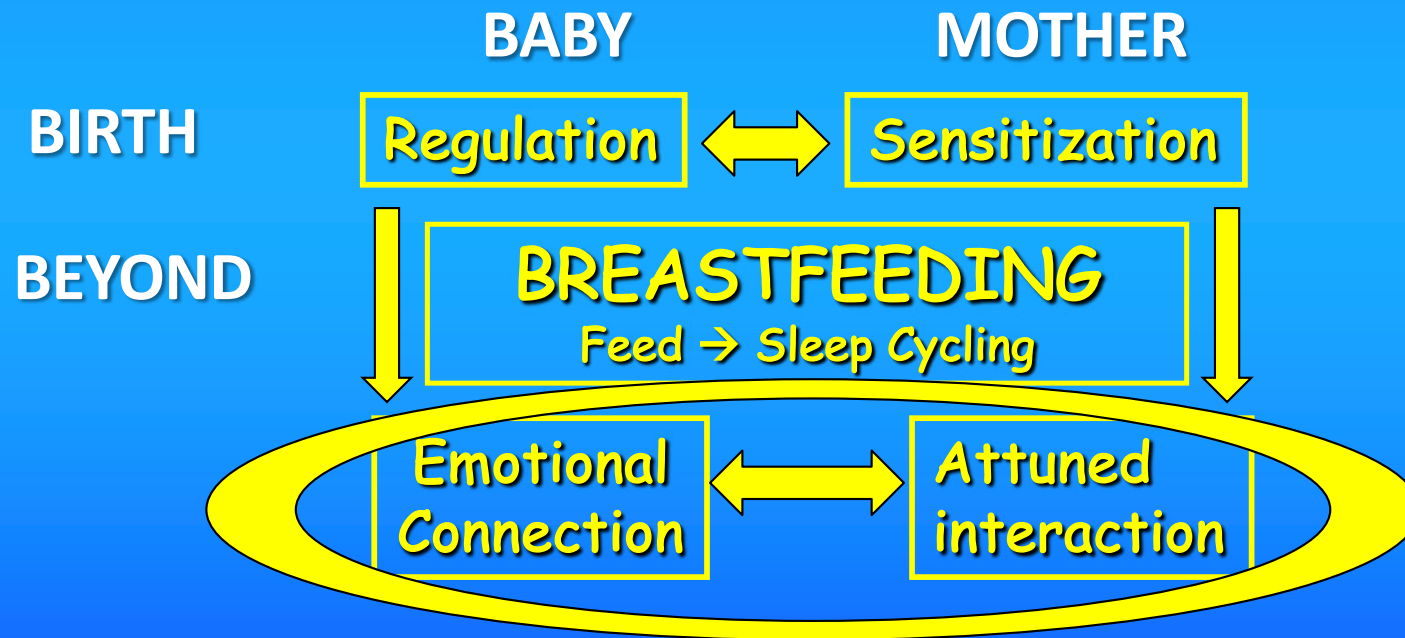 BABY MOTHER
BIRTH Regulation Sensitization
BEYOND BREASTFEEDING
Feed → Sleep Cycling
Emotional Attuned
Connection interaction